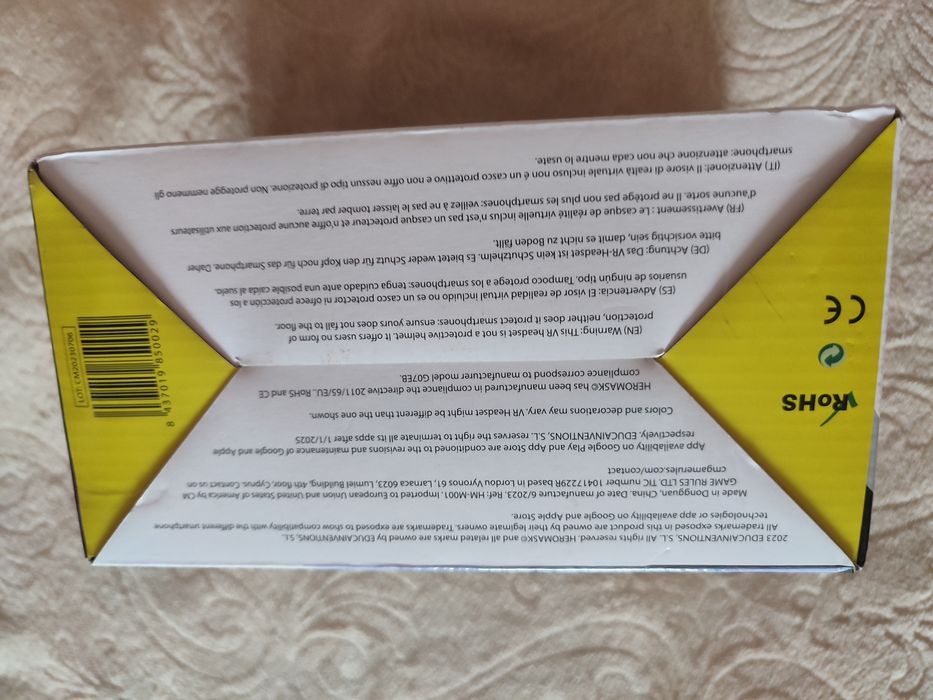 2023 EDUCAINVENTIONS, S.L. All rights reserved. HEROMASK© and all related marks are owned by EDUCAINVENTIONS, S.L.
All trademarks exposed in this product are owned by their legimate owners. Trademarks are exposed to show compatibility with the different smartphone
technologies or app availability on Google and Apple Store.
Made in Dongguan, China. Date of manufacture 6/2023. Ref: HM-M001. Imported to European Union and United States of America by CM
GAME RULES LTD. TIC number 10417229R based in Lordou Vyronos 61, Larnaca 6023, Lumiel Building, 4th floor, Cyprus. Contact us on
cmgamerules.com/contact
App availability on Google Play and App Store are conditioned to the revisions and maintenance of Google and Apple
respectively. EDUCAINVENTIONS, S.L. reserves the right to terminate all its apps after 1/1/2025
Colors and decorations may vary. VR Headset might be different than the one shown.
HEROMASK© has been manufactured in compliance the directive 2011/65/EU., RoHS and CE
compliance correspond to manufacturer model G07EB.
(EN) Warning: This VR headset is not a protective helmet. It offers users no form of
protection, neither does it protect smartphones: ensure yours does not fall to the floor.
(ES) Advertencia: El visor de realidad virtual incluido no es un casco protector ni ofrece protección a los
usuarios de ningún tipo. Tampoco protege a los smartphones: tenga cuidado ante una posible caída al suelo.
(DE) Achtung: Das VR-Headset ist kein Schutzhelm. Es bietet weder Schutz für den Kopf noch für das Smartphone. Daher
bitte vorsichtig sein, damit es nicht zu Boden fällt.
(FR) Avertissement : Le casque de réalité virtuelle inclus n'est pas un casque protecteur et n'offre aucune protection aux utilisateurs
d'aucune sorte. Il ne protége pas non plus les smartphones: veillez à ne pas le laisser tomber par terre.
(IT) Attenzione!: Il visore di realtà virtuale incluso non é un casco protettivo e non offre nessun tipo di protezione. Non protegge nemmeno gli
smartphone: attenzione che non cada mentre lo usate.
RoHS
CE
LOT: CM20230706
8 437019 850029